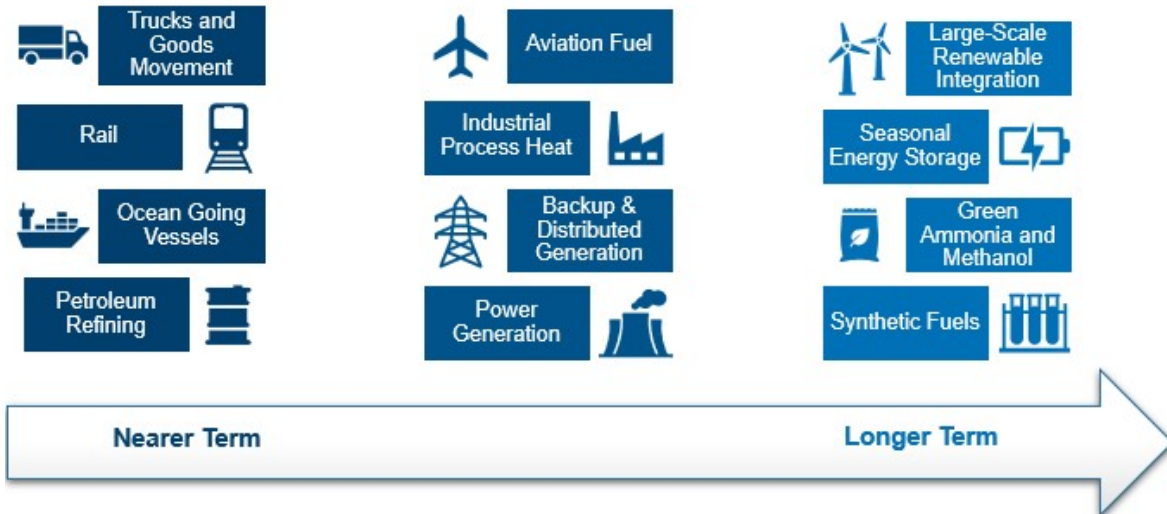 Trucks and
Goods
Movement
Rail
Ocean Going
Vessels
Petroleum
Refining
Aviation Fuel
Industrial
Process Heat
Backup &
Distributed
Generation
Power
Generation
Large-Scale
Renewable
Integration
Seasonal
Energy Storage
Green
Ammonia and
Methanol
Synthetic Fuels
Nearer Term
Longer Term